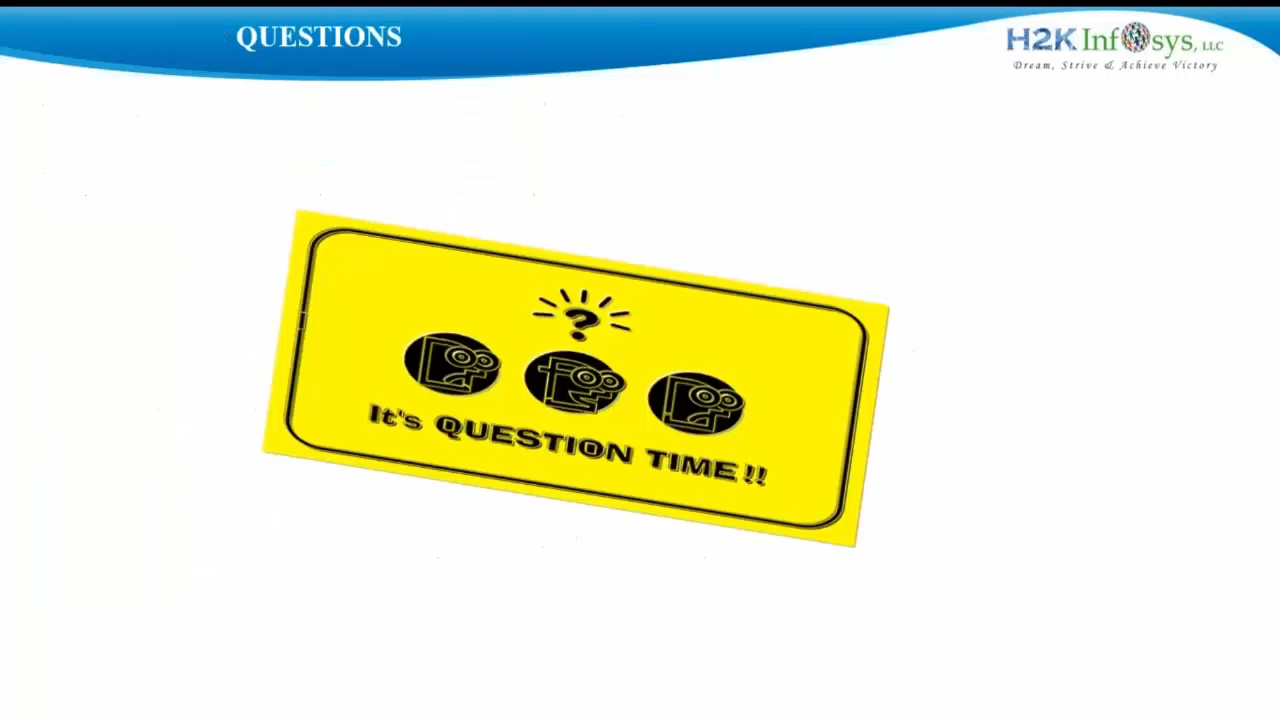 QUESTIONS
H2K Infosys, LLC
Dream, Strive & Achieve Victory
?
It's QUESTION TIME!!